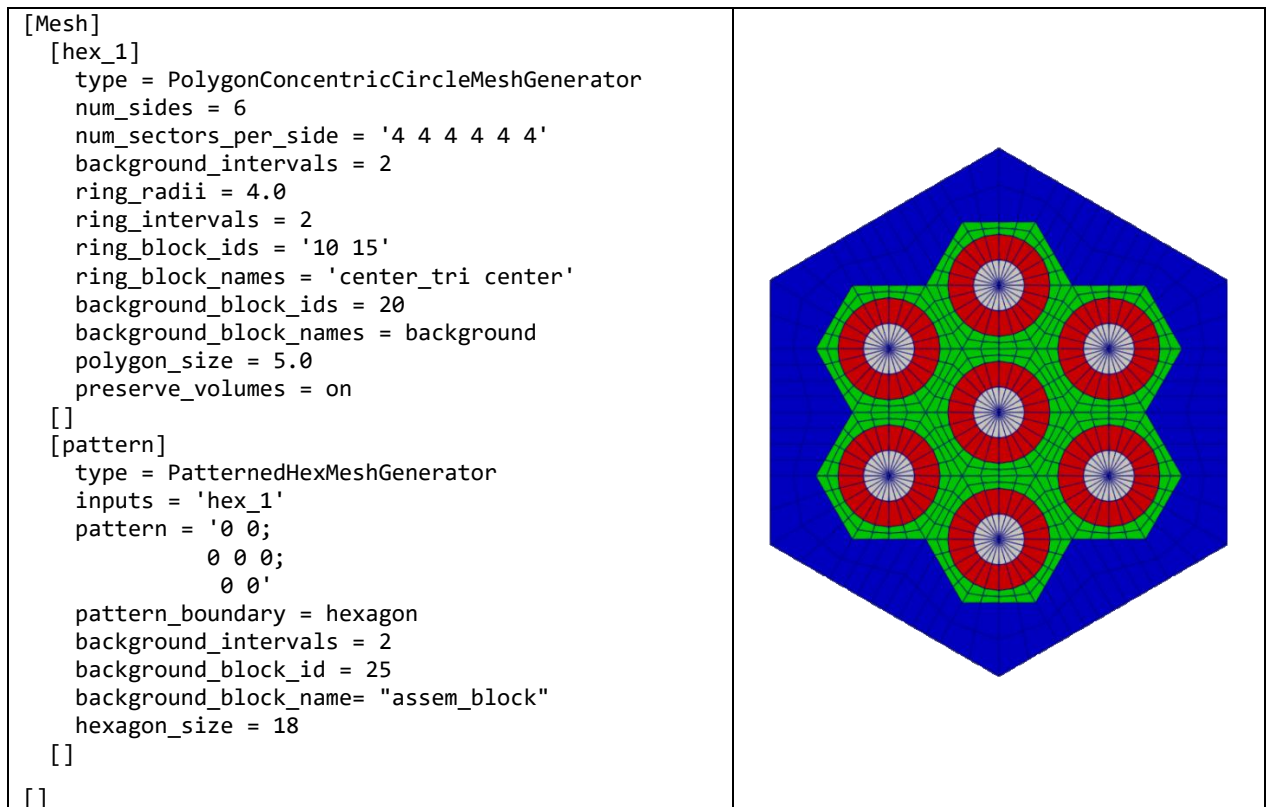 [Mesh]
  [hex_1]
    type = PolygonConcentricCircleMeshGenerator
    num_sides = 6
    num_sectors_per_side = '4 4 4 4 4 4'
    background_intervals = 2
    ring_radii = 4.0
    ring_intervals = 2
    ring_block_ids = '10 15'
    ring_block_names = 'center_tri center'
    background_block_ids = 20
    background_block_names = background
    polygon_size = 5.0
    preserve_volumes = on
  []
  [pattern]
    type = PatternedHexMeshGenerator
    inputs = 'hex_1'
    pattern = '0 0;
              0 0 0;
               0 0'
    pattern_boundary = hexagon
    background_intervals = 2
    background_block_id = 25
    background_block_name= "assem_block"
    hexagon_size = 18
  []
[]